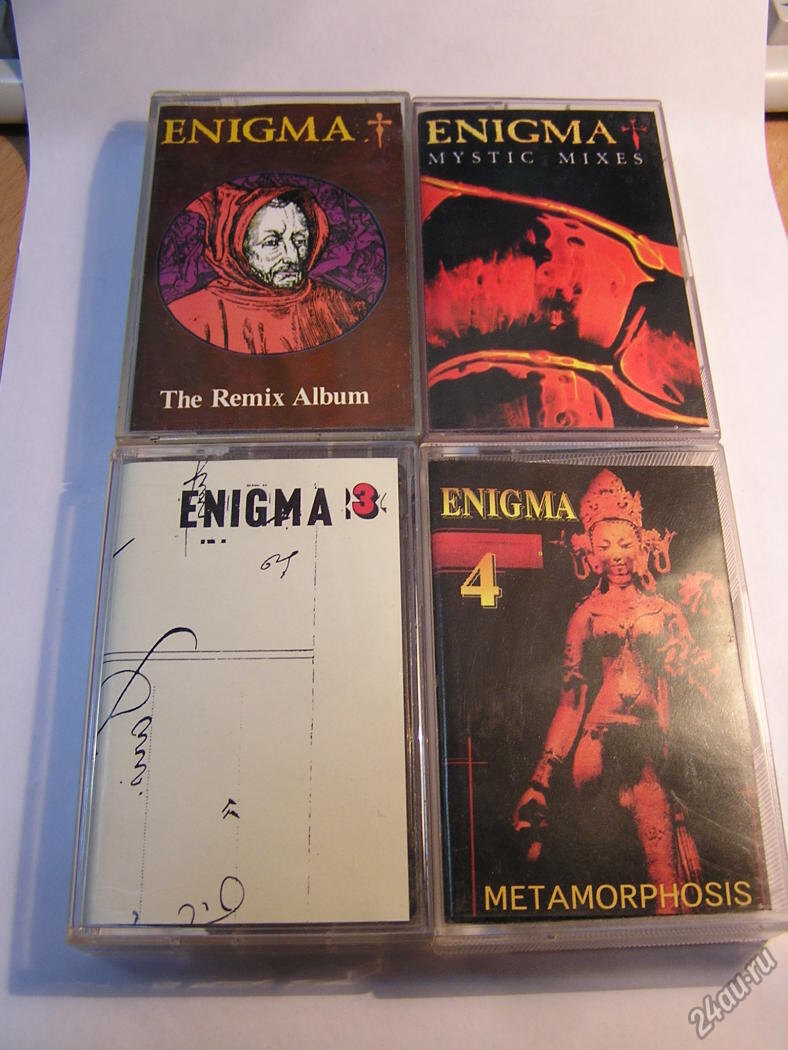 ENIGMA
The Remix Album
ENIGMA
MYSTIC MIXES
ENIGMA 3
ENIGMA
4
METAMORPHOSIS
24au.ru